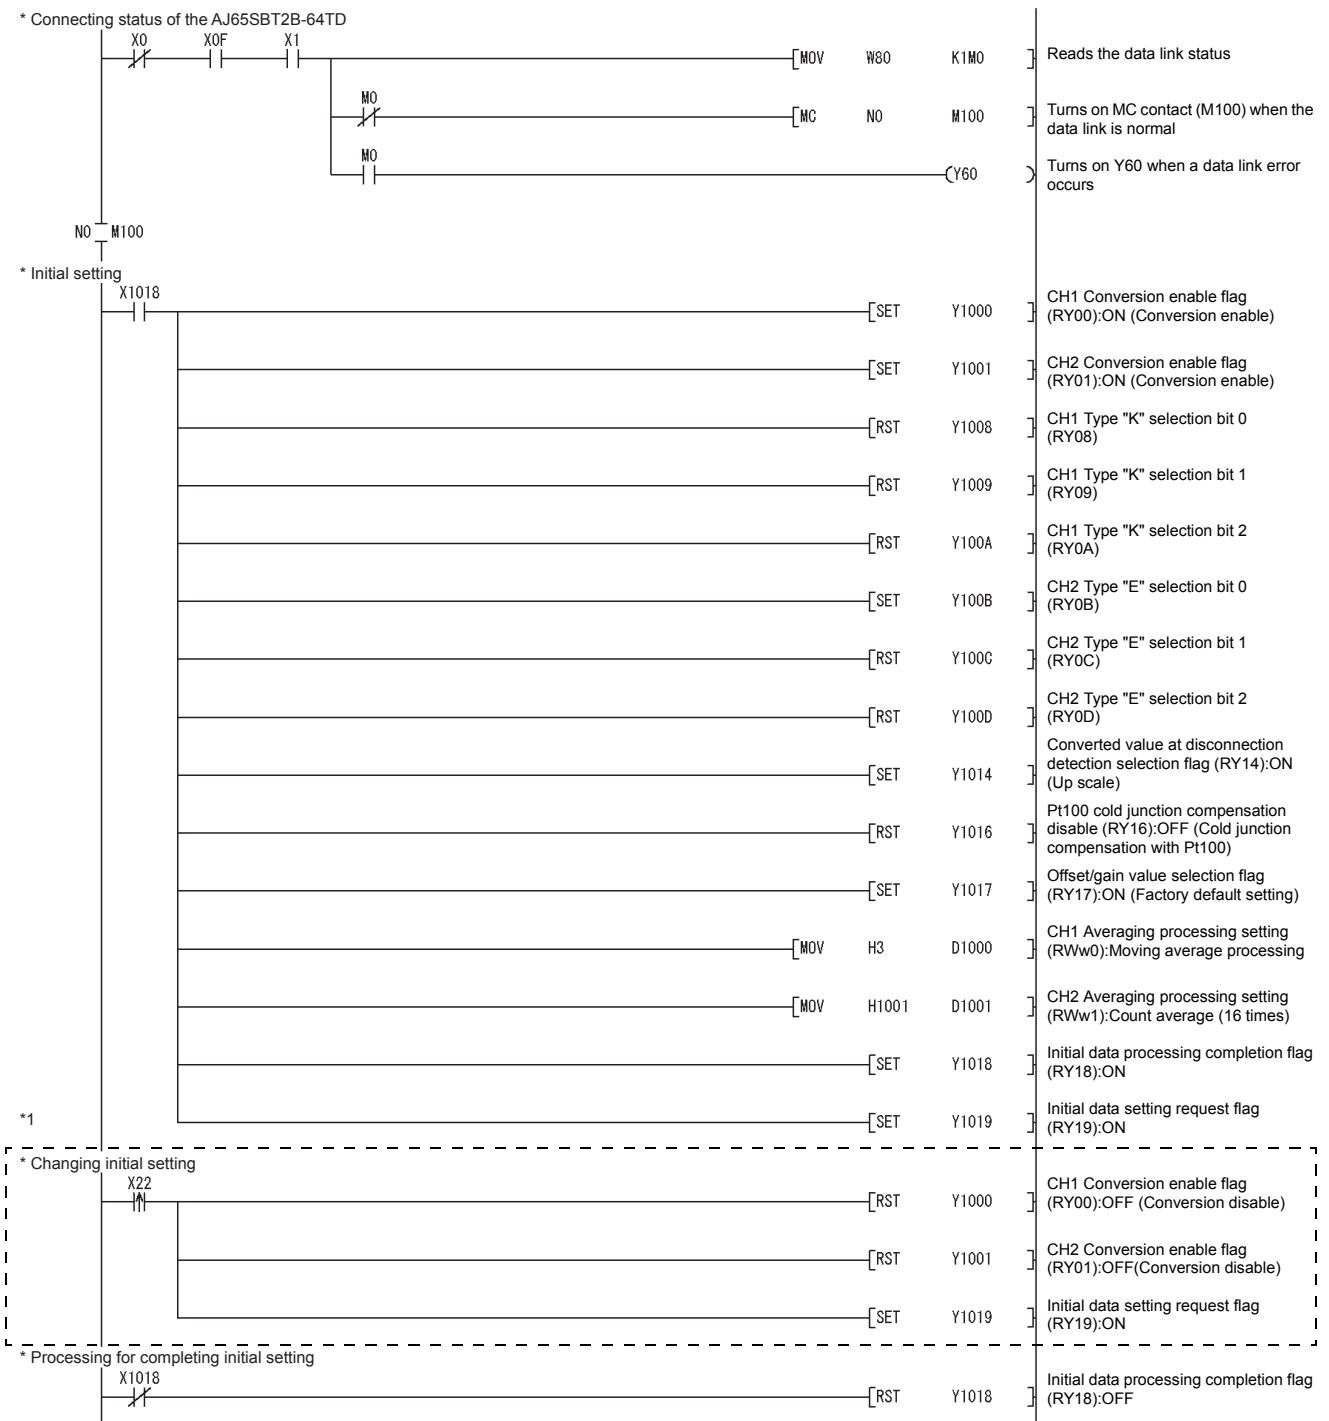 * Connecting status of the AJ65SBT2B-64TD
X0 X0F X1
MOV W80 K1M0 Reads the data link status
M0
MC N0 M100 Turns on MC contact (M100) when the
data link is normal
M0
Y60 Turns on Y60 when a data link error
occurs
N0 M100
* Initial setting
X1018
SET Y1000 CH1 Conversion enable flag
(RY00):ON (Conversion enable)
SET Y1001 CH2 Conversion enable flag
(RY01):ON (Conversion enable)
RST Y1008 CH1 Type "K" selection bit 0
(RY08)
RST Y1009 CH1 Type "K" selection bit 1
(RY09)
RST Y100A CH1 Type "K" selection bit 2
(RY0A)
SET Y100B CH2 Type "E" selection bit 0
(RY0B)
RST Y100C CH2 Type "E" selection bit 1
(RY0C)
RST Y100D CH2 Type "E" selection bit 2
(RY0D)
SET Y1014 Converted value at disconnection
detection selection flag (RY14):ON
(Up scale)
RST Y1016 Pt100 cold junction compensation
disable (RY16):OFF (Cold junction
compensation with Pt100)
SET Y1017 Offset/gain value selection flag
(RY17):ON (Factory default setting)
MOV H3 D1000 CH1 Averaging processing setting
(RWw0):Moving average processing
MOV H1001 D1001 CH2 Averaging processing setting
(RWw1):Count average (16 times)
SET Y1018 Initial data processing completion flag
(RY18):ON
*1 SET Y1019 Initial data setting request flag
(RY19):ON
* Changing initial setting
X22
RST Y1000 CH1 Conversion enable flag
(RY00):OFF (Conversion disable)
RST Y1001 CH2 Conversion enable flag
(RY01):OFF(Conversion disable)
SET Y1019 Initial data setting request flag
(RY19):ON
* Processing for completing initial setting
X1018
RST Y1018 Initial data processing completion flag
(RY18):OFF